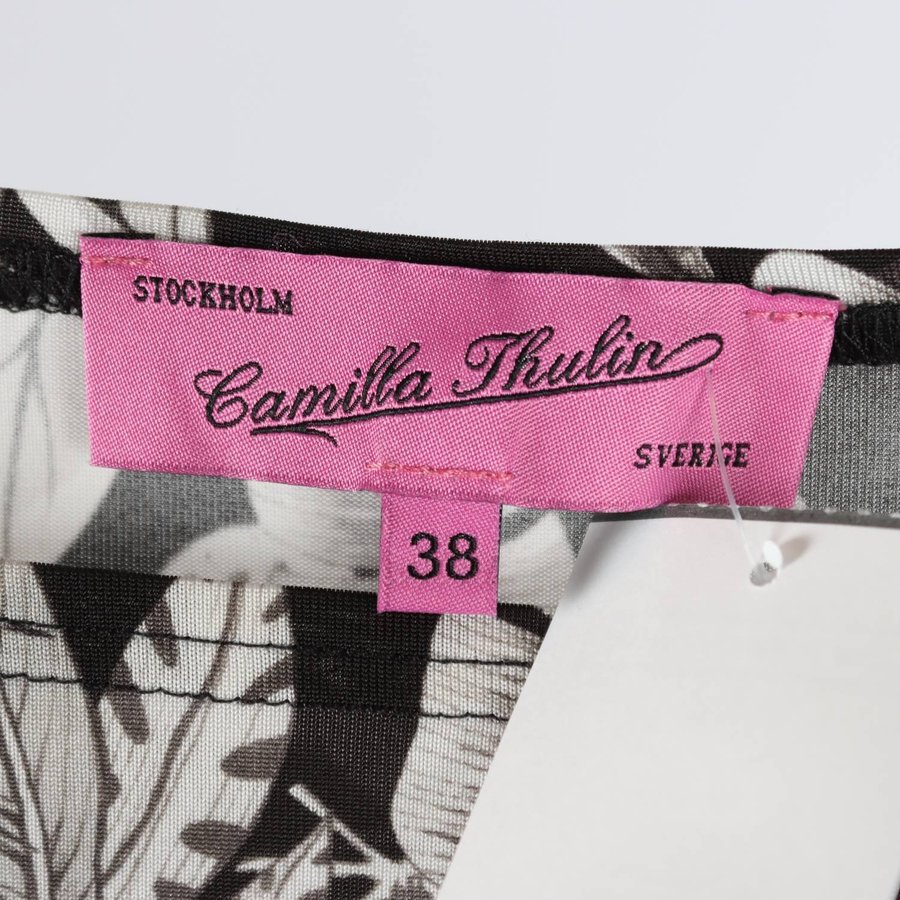 STOCKHOLM
Camilla Thulin
SVERIGE
38